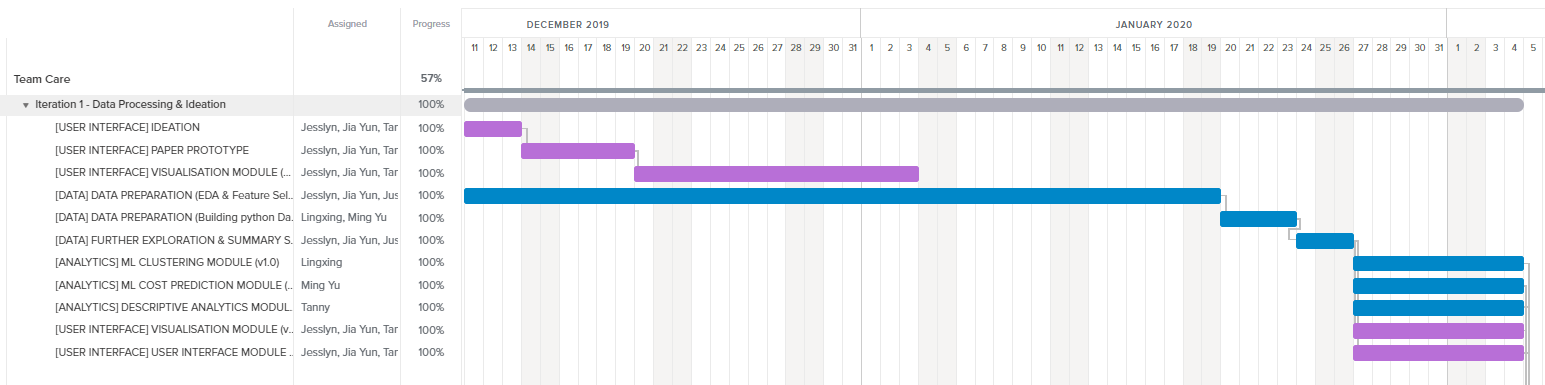 Assigned Progress DECEMBER 2019 JANUARY 2020
11 12 13 14 15 16 17 18 19 20 21 22 23 24 25 26 27 28 29 30 31 1 2 3 4 5 6 7 8 9 10 11 12 13 14 15 16 17 18 19 20 21 22 23 24 25 26 27 28 29 30 31 1 2 3 4 5
Team Care 57%
Iteration 1 - Data Processing & Ideation 100%
[USER INTERFACE] IDEATION Jesslyn, Jia Yun, Tar 100%
[USER INTERFACE] PAPER PROTOTYPE Jesslyn, Jia Yun, Tar 100%
[USER INTERFACE] VISUALISATION MODULE (... Jesslyn, Jia Yun, Tar 100%
[DATA] DATA PREPARATION (EDA & Feature Sel... Jesslyn, Jia Yun, Jus 100%
[DATA] DATA PREPARATION (Building python Da... Lingxing, Ming Yu 100%
[DATA] FURTHER EXPLORATION & SUMMARY S... Jesslyn, Jia Yun, Jus 100%
[ANALYTICS] ML CLUSTERING MODULE (v1.0) Lingxing 100%
[ANALYTICS] ML COST PREDICTION MODULE (... Ming Yu 100%
[ANALYTICS] DESCRIPTIVE ANALYTICS MODUL... Tanny 100%
[USER INTERFACE] VISUALISATION MODULE (v... Jesslyn, Jia Yun, Tar 100%
[USER INTERFACE] USER INTERFACE MODULE ... Jesslyn, Jia Yun, Tar 100%